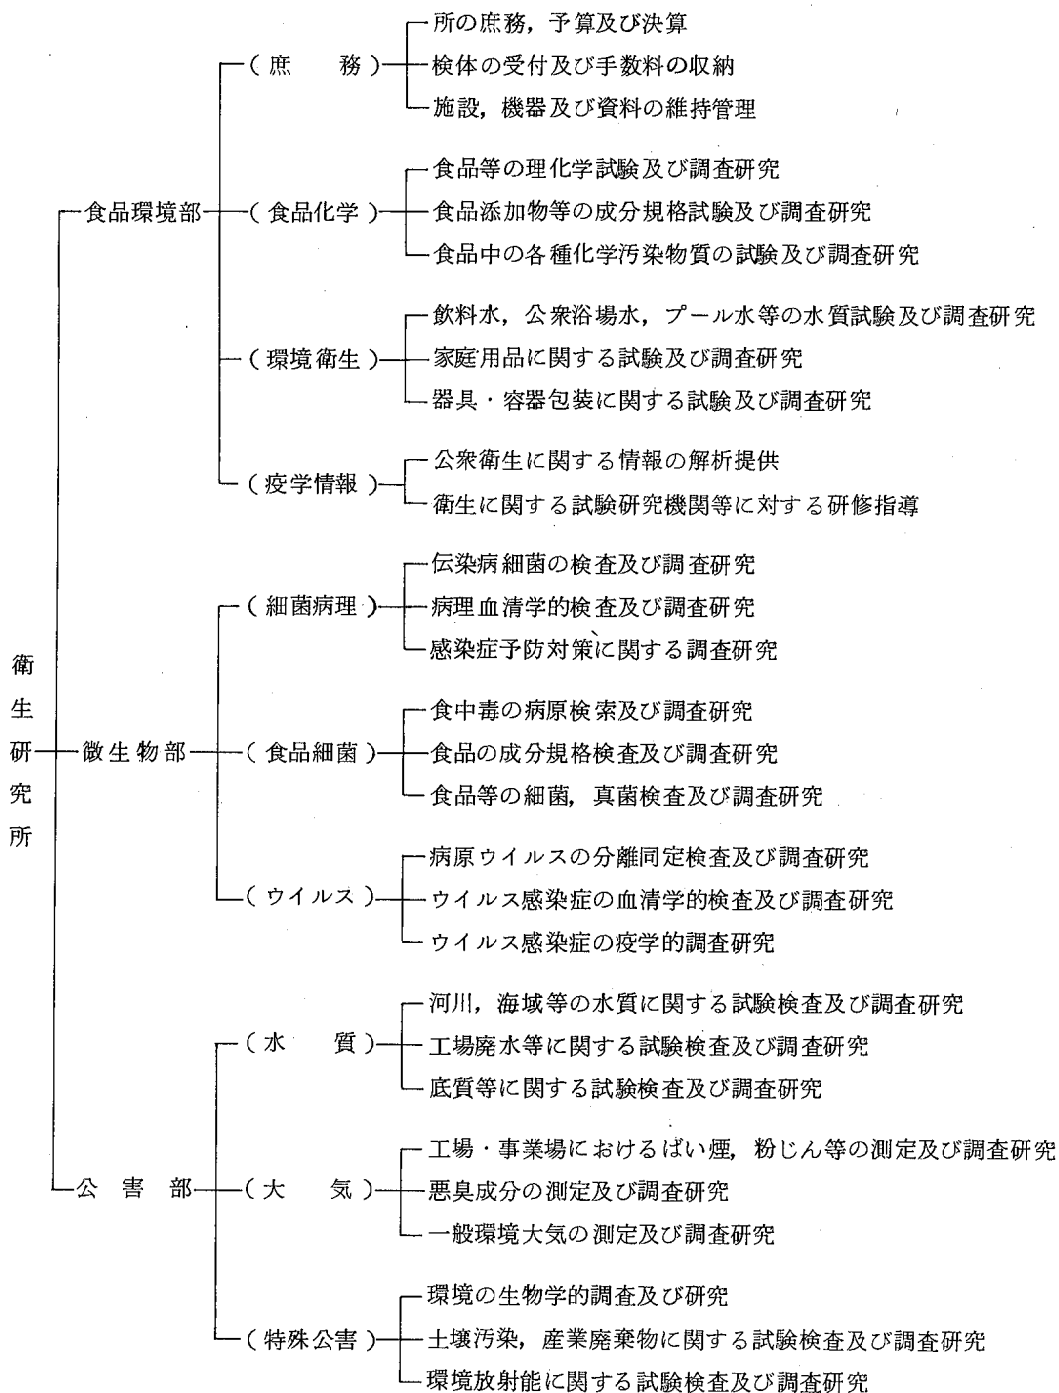 衛生研究所
食品環境部
（庶　　務）
所の庶務，予算及び決算
検体の受付及び手数料の収納
施設，機器及び資料の維持管理
（食品化学）
食品等の理化学試験及び調査研究
食品添加物等の成分規格試験及び調査研究
食品中の各種化学汚染物質の試験及び調査研究
（環境衛生）
飲料水，公衆浴場水，プール水等の水質試験及び調査研究
家庭用品に関する試験及び調査研究
器具・容器包装に関する試験及び調査研究
（疫学情報）
公衆衛生に関する情報の解析提供
衛生に関する試験研究機関等に対する研修指導
微生物部
（細菌病理）
伝染病細菌の検査及び調査研究
病理血清学的検査及び調査研究
感染症予防対策に関する調査研究
（食品細菌）
食中毒の病原検索及び調査研究
食品の成分規格検査及び調査研究
食品等の細菌，真菌検査及び調査研究
（ウイルス）
病原ウイルスの分離同定検査及び調査研究
ウイルス感染症の血清学的検査及び調査研究
ウイルス感染症の疫学的調査研究
公　害　部
（水　　質）
河川，海域等の水質に関する試験検査及び調査研究
工場廃水等に関する試験検査及び調査研究
底質等に関する試験検査及び調査研究
（大　　気）
工場・事業場におけるばい煙，粉じん等の測定及び調査研究
悪臭成分の測定及び調査研究
一般環境大気の測定及び調査研究
（特殊公害）
環境の生物学的調査及び研究
土壌汚染，産業廃棄物に関する試験検査及び調査研究
環境放射能に関する試験検査及び調査研究